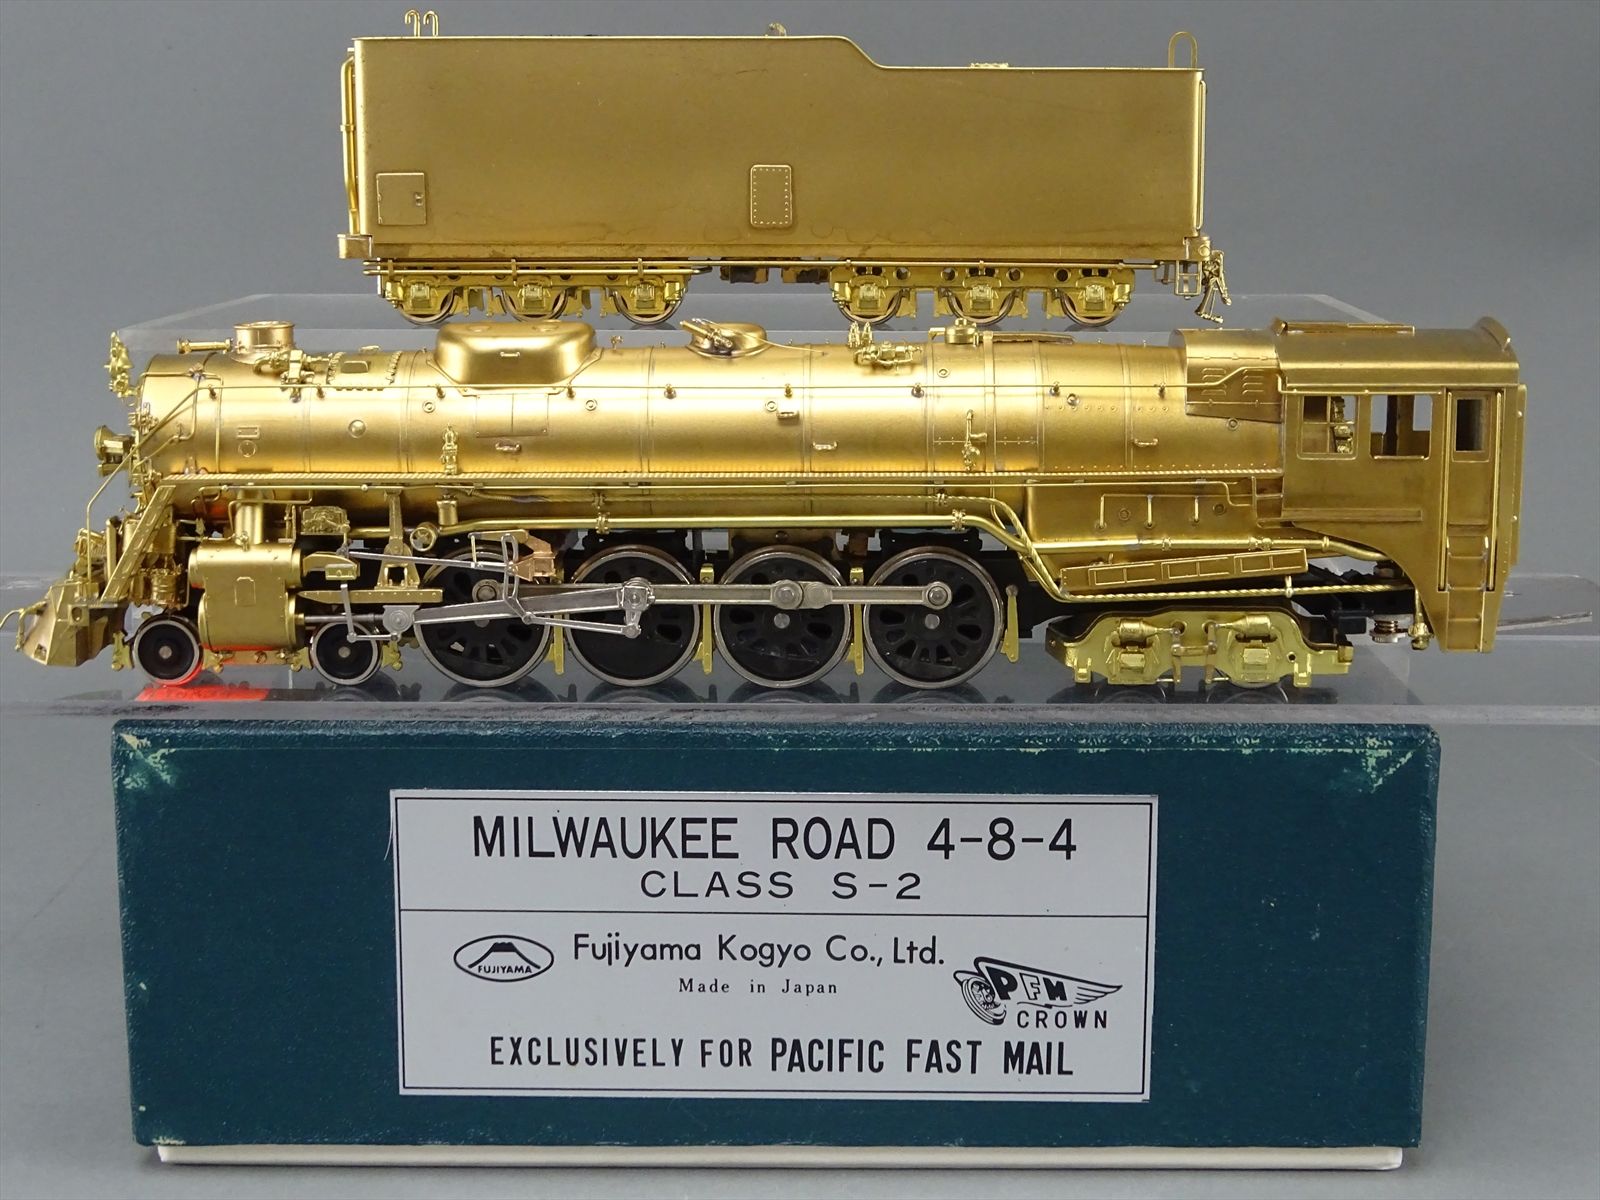 MILWAUKEE ROAD 4-8-4
CLASS S-2
FUJIYAMA
Fujiyama Kogyo Co., Ltd.
Made in Japan
PFM
CROWN
EXCLUSIVELY FOR PACIFIC FAST MAIL